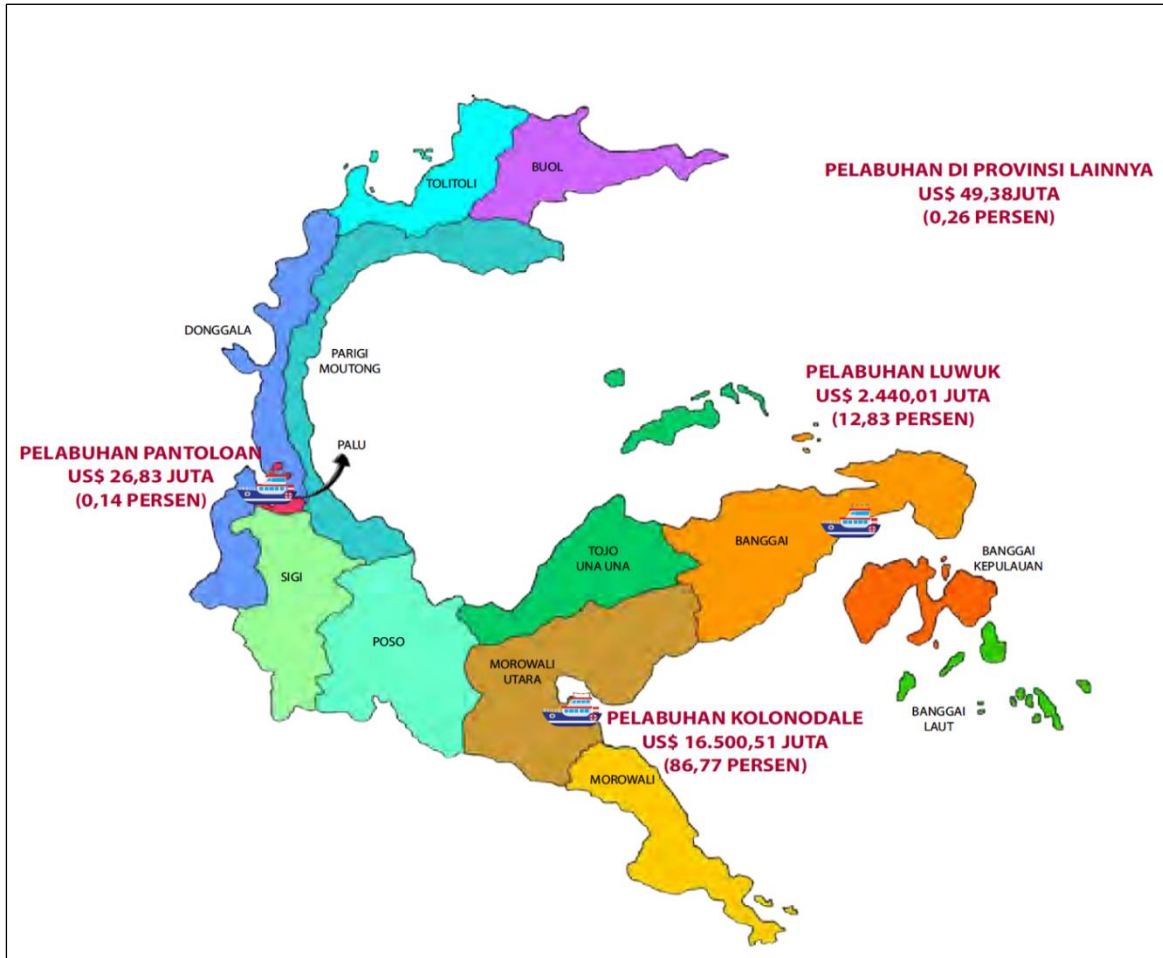 TOLITOLI
BUOL
PELABUHAN DI PROVINSI LAINNYA
US$ 49,38JUTA
(0,26 PERSEN)
DONGGALA
PARIGI
MOUTONG
PELABUHAN LUWUK
US$ 2.440,01 JUTA
(12,83 PERSEN)
PALU
PELABUHAN PANTOLOAN
US$ 26,83 JUTA
(0,14 PERSEN)
TOJO
UNA UNA
BANGGAI
BANGGAI
KEPULAUAN
SIGI
POSO
MOROWALI
UTARA
BANGGAI
LAUT
PELABUHAN KOLONODALE
US$ 16.500,51 JUTA
(86,77 PERSEN)
MOROWALI